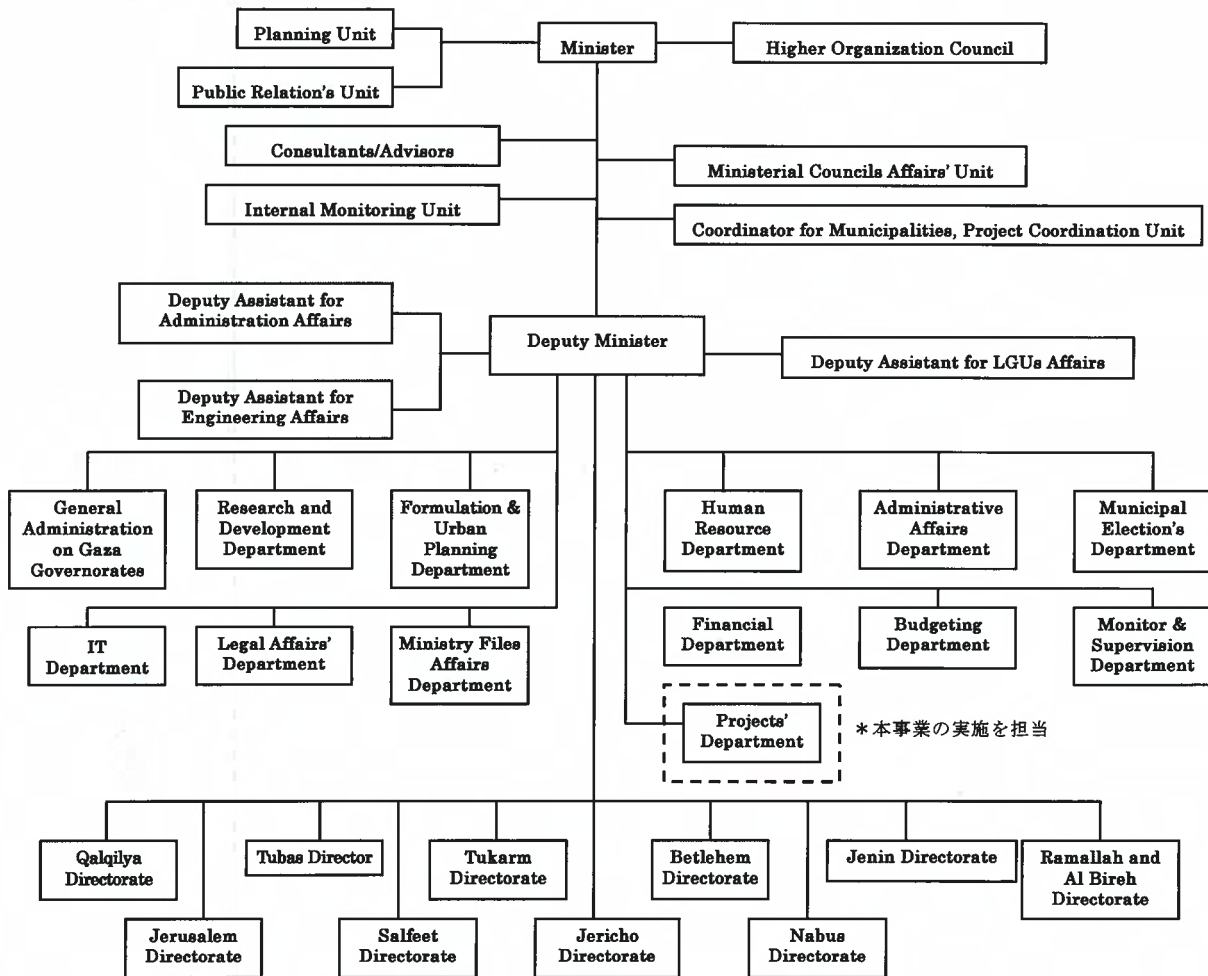 Planning Unit
Minister
Higher Organization Council
Public Relation's Unit
Consultants/Advisors
Ministerial Councils Affairs' Unit
Internal Monitoring Unit
Coordinator for Municipalities, Project Coordination Unit
Deputy Assistant for
Administration Affairs
Deputy Minister
Deputy Assistant for LGUs Affairs
Deputy Assistant for
Engineering Affairs
General
Administration
on Gaza
Governorates
Research and
Development
Department
Formulation &
Urban
Planning
Department
Human
Resource
Department
Administrative
Affairs
Department
Municipal
Election's
Department
IT
Department
Legal Affairs'
Department
Ministry Files
Affairs
Department
Financial
Department
Budgeting
Department
Monitor &
Supervision
Department
Projects'
Department
*本事業の実施を担当
Qalqilya
Directorate
Tubas Director
Tukarm
Directorate
Betlehem
Directorate
Jenin Directorate
Ramallah and
Al Bireh
Directorate
Jerusalem
Directorate
Salfeet
Directorate
Jericho
Directorate
Nabus
Directorate